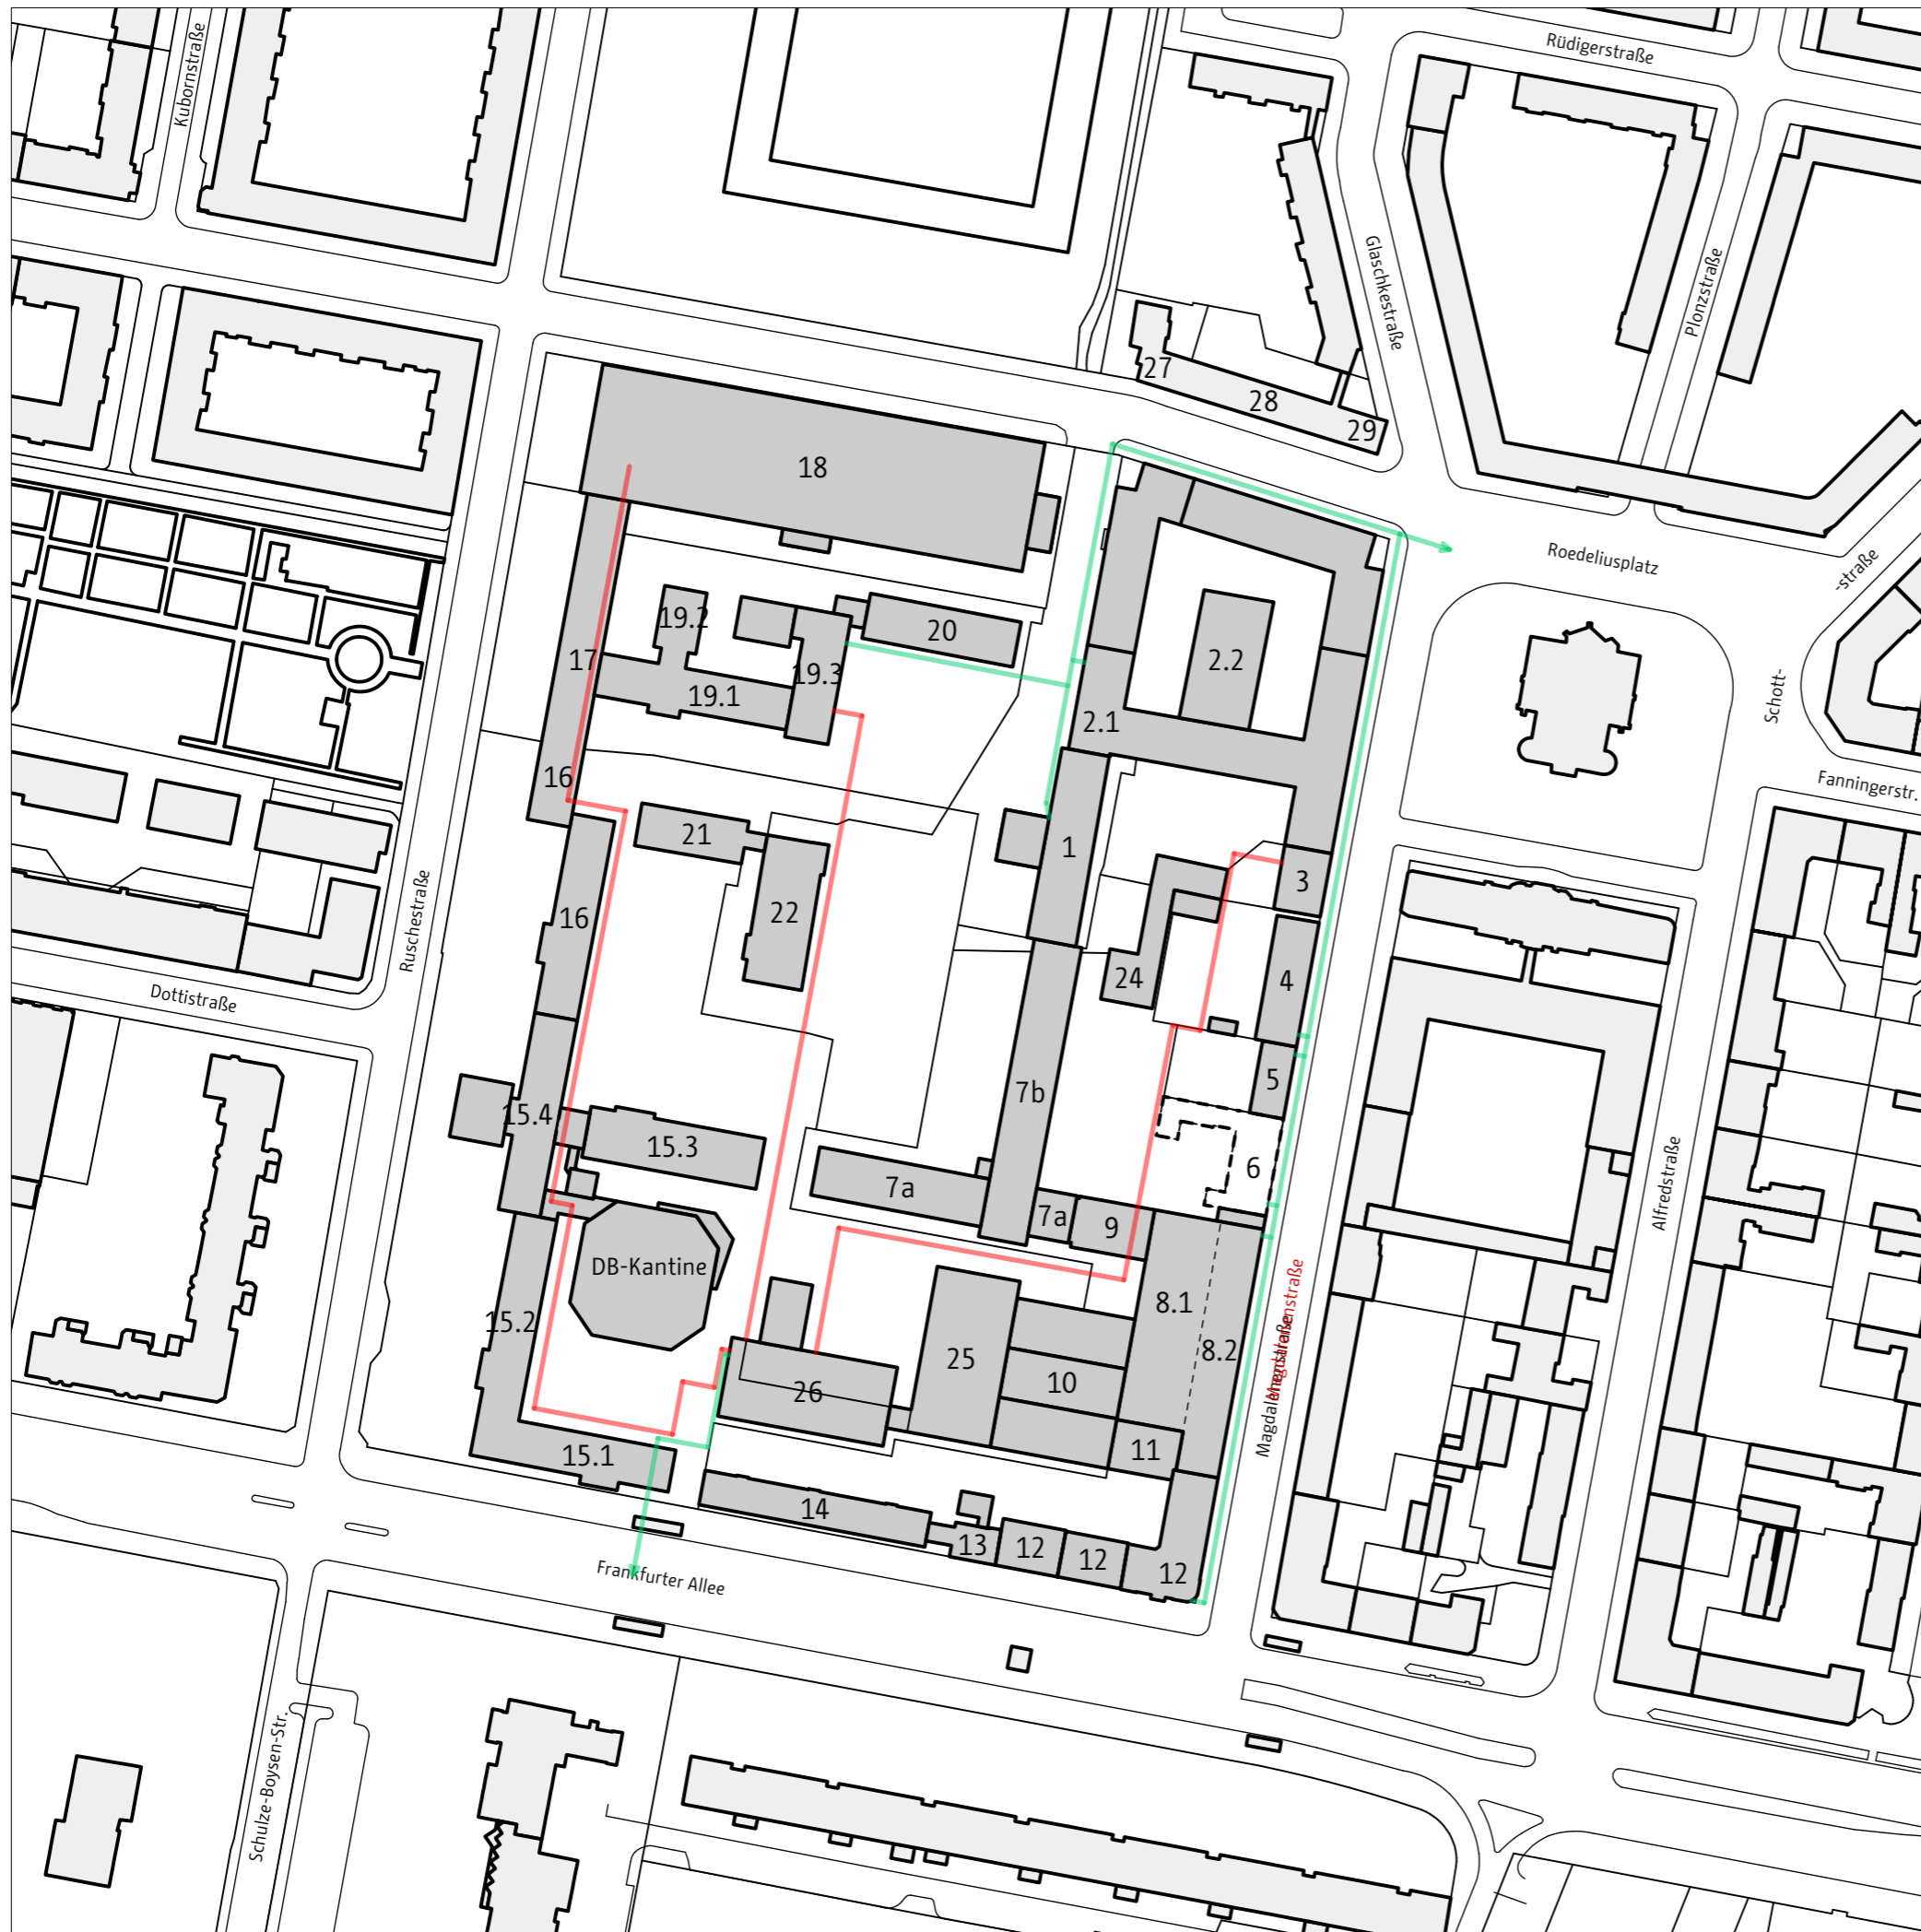 Rüdigerstraße
Kubornstraße
Glaschkestraße
Plonzstraße
27
28
29
18
Roedeliusplatz
-straße
19.2
20
17
19.3
2.2
19.1
2.1
Schott-
16
Fanningerstr.
21
1
3
22
16
Ruschestraße
24
4
Dottistraße
5
7b
15.4
15.3
6
7a
7a
9
Alfredstraße
DB-Kantine
8.1
15.2
8.2
25
10
26
Magdalenenstraße
Magdalenenstraße
11
15.1
14
13
12
12
12
Frankfurter Allee
Schulze-Boysen-Str.